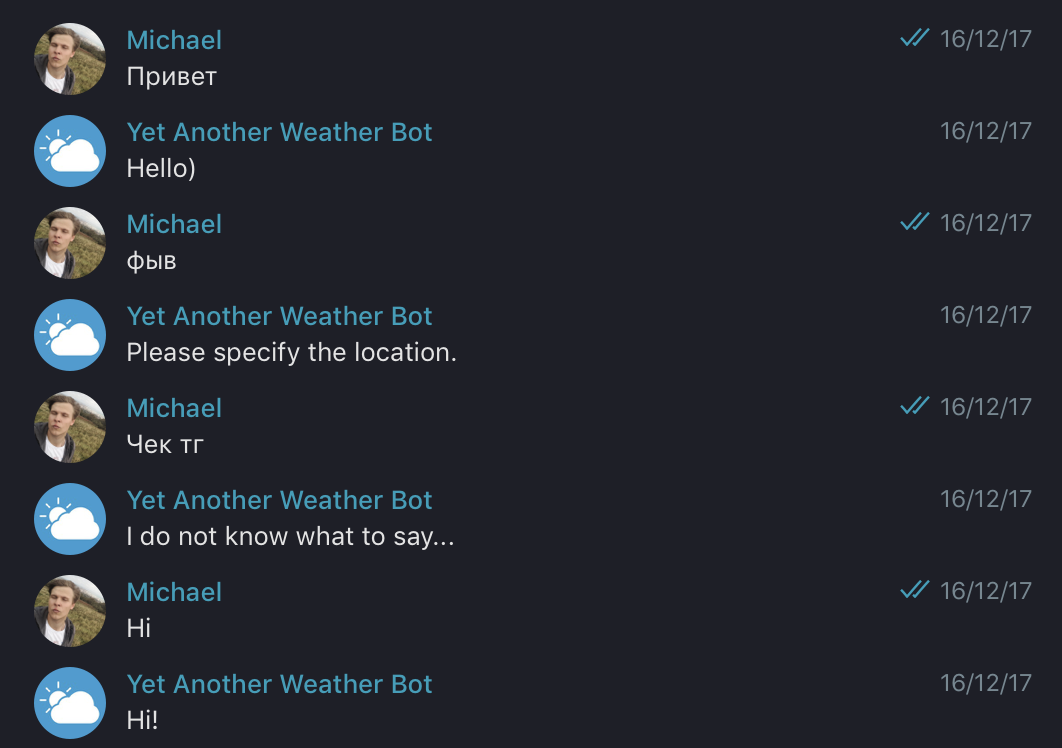 Michael 16/12/17
Привет
Yet Another Weather Bot 16/12/17
Hello)
Michael 16/12/17
фыв
Yet Another Weather Bot 16/12/17
Please specify the location.
Michael 16/12/17
Чек тг
Yet Another Weather Bot 16/12/17
I do not know what to say...
Michael 16/12/17
Hi
Yet Another Weather Bot 16/12/17
Hi!